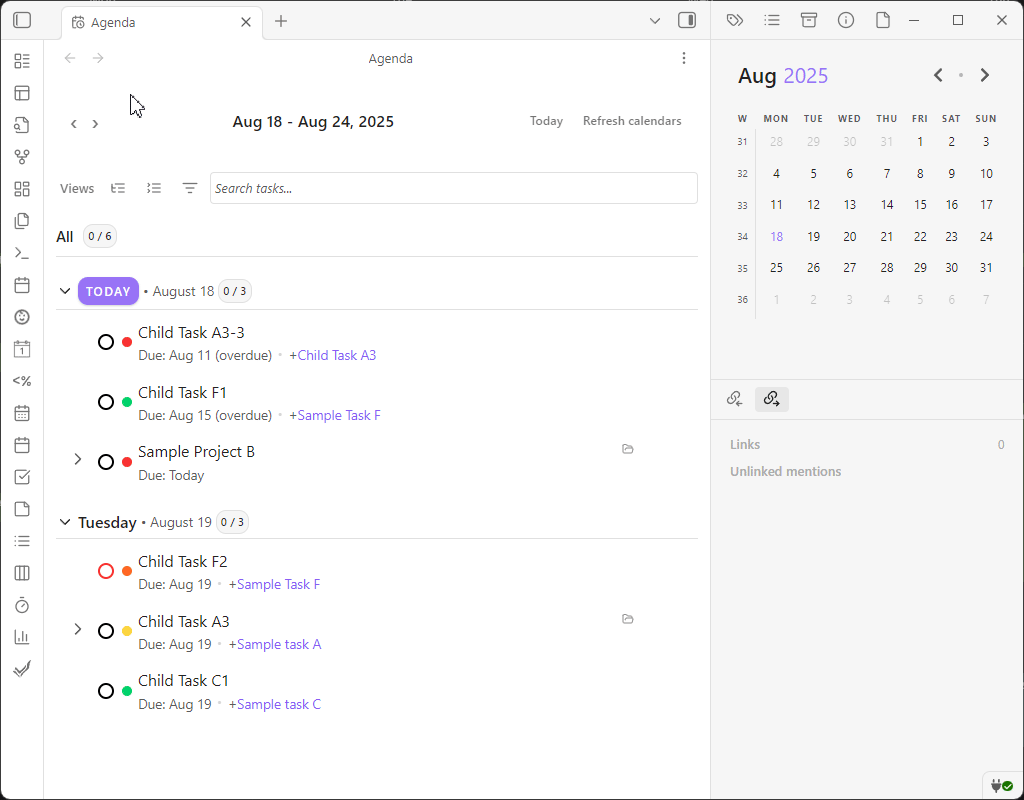 Agenda
Agenda
Aug 18 - Aug 24, 2025
Today
Refresh calendars
Views
Search tasks...
All 0 / 6
TODAY • August 18 0 / 3
Child Task A3-3
Due: Aug 11 (overdue) • +Child Task A3
Child Task F1
Due: Aug 15 (overdue) • +Sample Task F
Sample Project B
Due: Today
Tuesday • August 19 0 / 3
Child Task F2
Due: Aug 19 • +Sample Task F
Child Task A3
Due: Aug 19 • +Sample task A
Child Task C1
Due: Aug 19 • +Sample task C
1
<%
Aug 2025
W MON TUE WED THU FRI SAT SUN
31 28 29 30 31 1 2 3
32 4 5 6 7 8 9 10
33 11 12 13 14 15 16 17
34 18 19 20 21 22 23 24
35 25 26 27 28 29 30 31
36 1 2 3 4 5 6 7
Links 0
Unlinked mentions